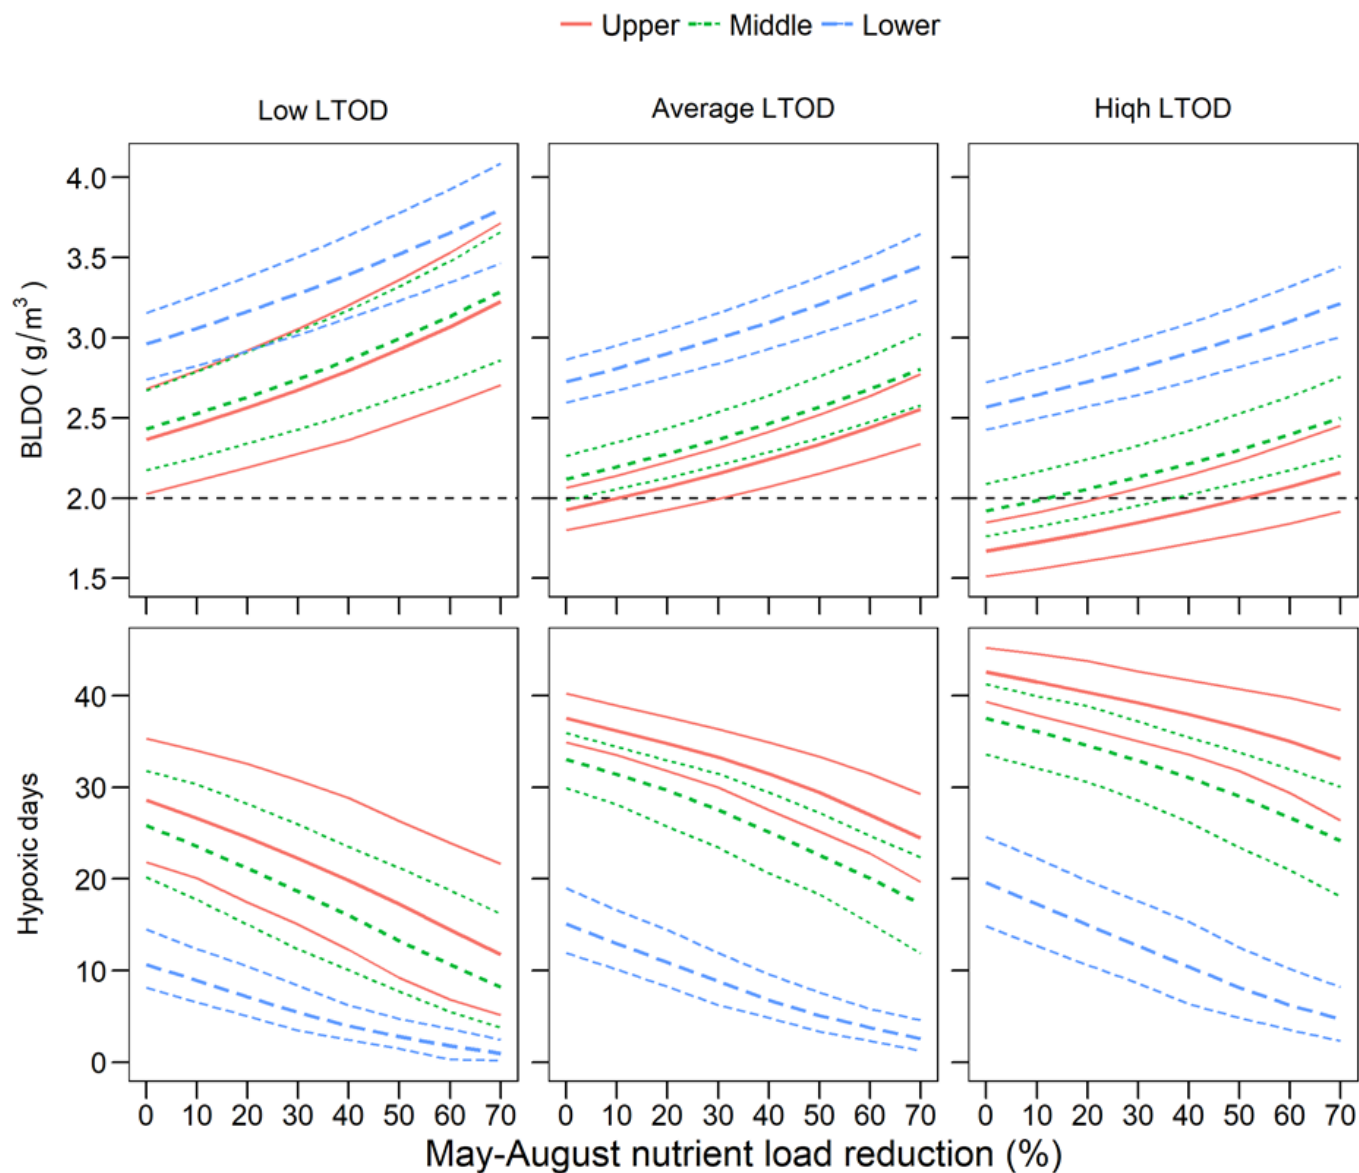 Upper Middle Lower
Low LTOD Average LTOD Hiqh LTOD
BLDO ( g/m³ )
4.0
3.5
3.0
2.5
2.0
1.5
Hypoxic days
40
30
20
10
0
0 10 20 30 40 50 60 70 0 10 20 30 40 50 60 70 0 10 20 30 40 50 60 70
May-August nutrient load reduction (%)